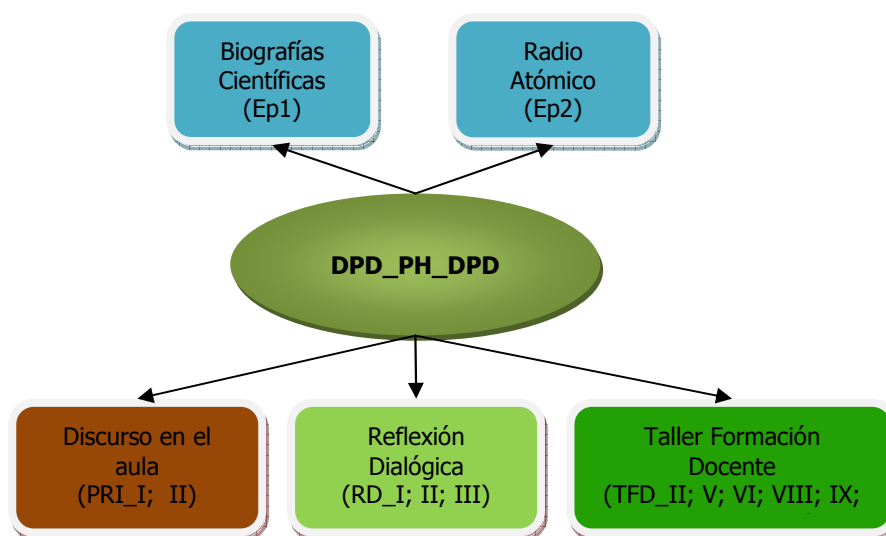 Biografías
Científicas
(Ep1)
Radio
Atómico
(Ep2)
DPD_PH_DPD
Discurso en el
aula
(PRI_I; II)
Reflexión
Dialógica
(RD_I; II; III)
Taller Formación
Docente
(TFD_II; V; VI; VIII; IX;